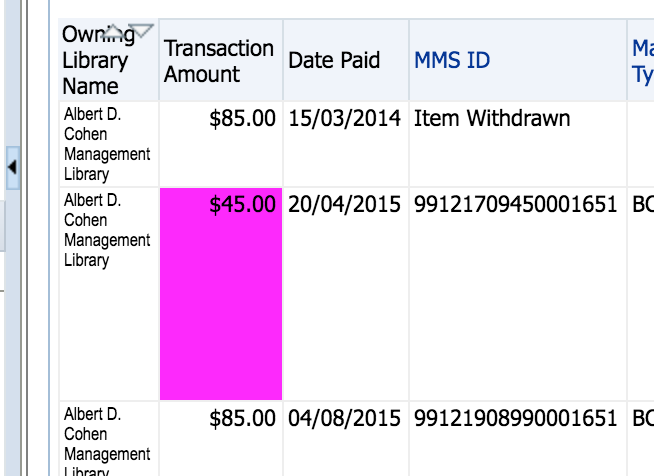 Owning Library Name
Transaction Amount
Date Paid
MMS ID
Ma
Ty
Albert D. Cohen Management Library
$85.00
15/03/2014
Item Withdrawn
Albert D. Cohen Management Library
$45.00
20/04/2015
99121709450001651
BO
Albert D. Cohen Management Library
$85.00
04/08/2015
99121908990001651
BO